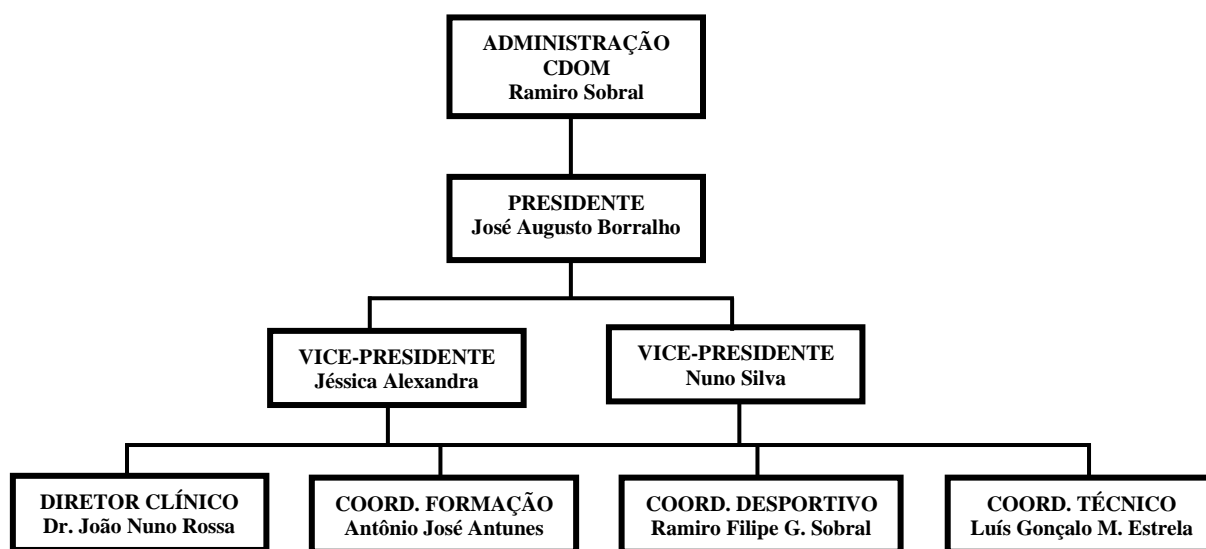 ADMINISTRAÇÃO
CDOM
Ramiro Sobral
PRESIDENTE
José Augusto Borralho
VICE-PRESIDENTE
Jéssica Alexandra
VICE-PRESIDENTE
Nuno Silva
DIRETOR CLÍNICO
Dr. João Nuno Rossa
COORD. FORMAÇÃO
Antônio José Antunes
COORD. DESPORTIVO
Ramiro Filipe G. Sobral
COORD. TÉCNICO
Luís Gonçalo M. Estrela